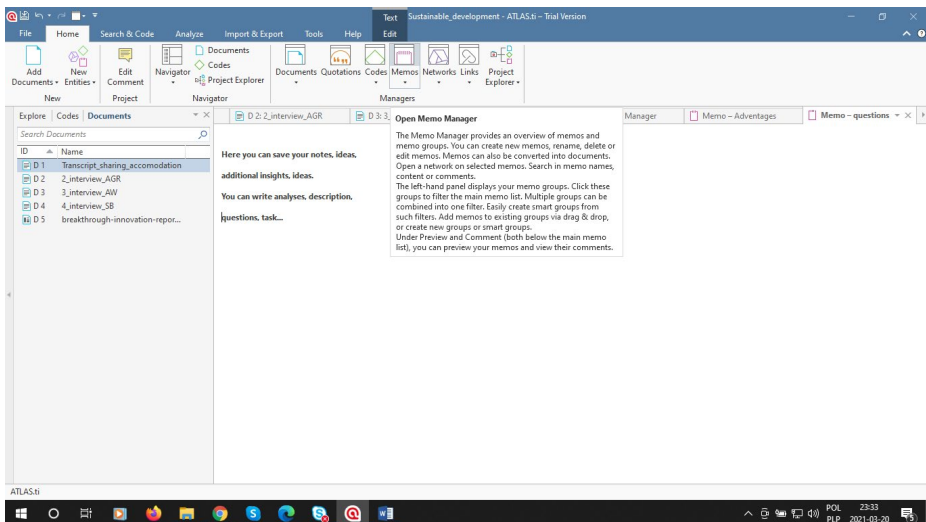 Text
Sustainable_development - ATLAS.ti – Trial Version
File Home Search & Code Analyze Import & Export Tools Help Edit
Add Documents
New Entities
Edit Comment
Navigator
Documents
Codes
Project Explorer
Documents Quotations Codes Memos Networks Links Project Explorer
New Project Navigator Managers
Explore Codes Documents
D 2: 2_interview_AGR
D 3: 3_
Manager
Memo – Adventages
Memo – questions
Search Documents
ID Name
D 1 Transcript_sharing_accomodation
D 2 2_interview_AGR
D 3 3_interview_AW
D 4 4_interview_SB
D 5 breakthrough-innovation-repor...
Here you can save your notes, ideas,
additional insights, ideas.
You can write analyses, description,
questions, task...
Open Memo Manager
The Memo Manager provides an overview of memos and
memo groups. You can create new memos, rename, delete or
edit memos. Memos can also be converted into documents.
Open a network on selected memos. Search in memo names,
content or comments.
The left-hand panel displays your memo groups. Click these
groups to filter the main memo list. Multiple groups can be
combined into one filter. Easily create smart groups from
such filters. Add memos to existing groups via drag & drop,
or create new groups or smart groups.
Under Preview and Comment (both below the main memo
list), you can preview your memos and view their comments.
ATLAS.ti
POL 23:33
PLP 2021-03-20
5